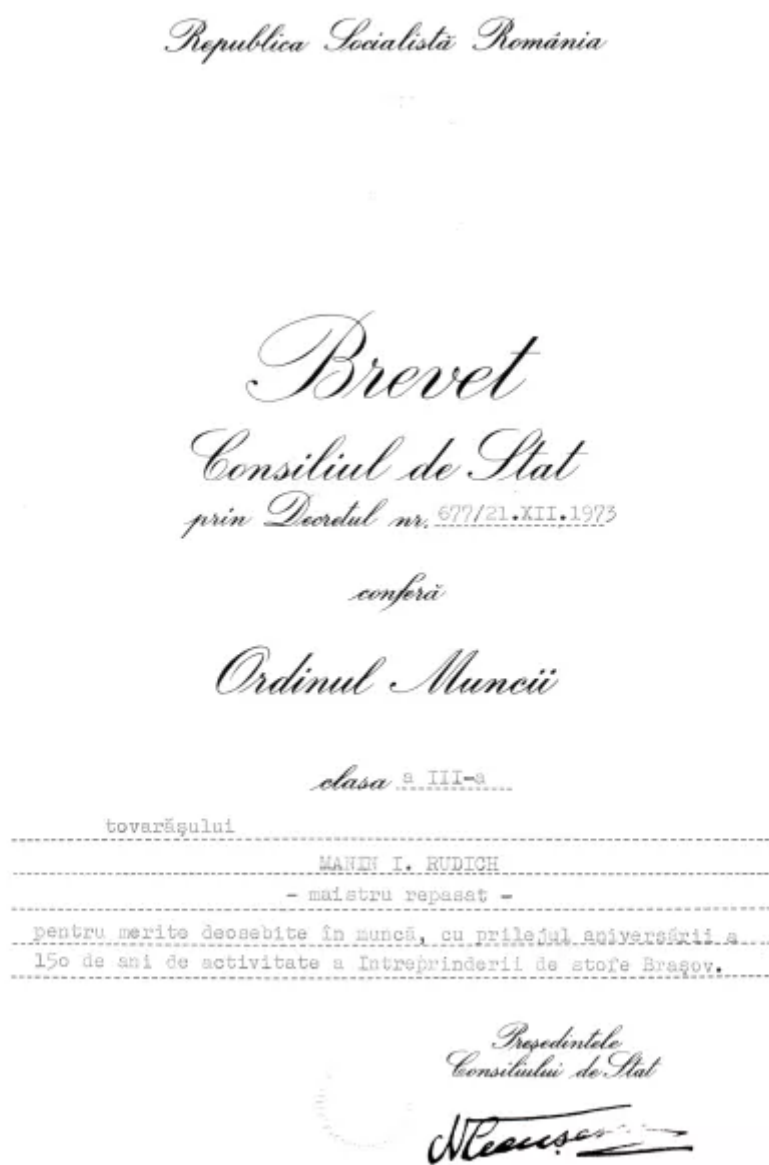 Republica Socialistă România
Brevet
Consiliul de Stat
prin Decretul nr. 677/21.XII.1973
conferă
Ordinul Muncii
clasa a III-a
tovarăşului
MANIN I. RUDICH
- maistru repasat -
pentru merite deosebite în muncă, cu prilejul aniversării a
15o de ani de activitate a Intreprinderii de stofe Braşov.
Preşedintele
Consiliului de Stat